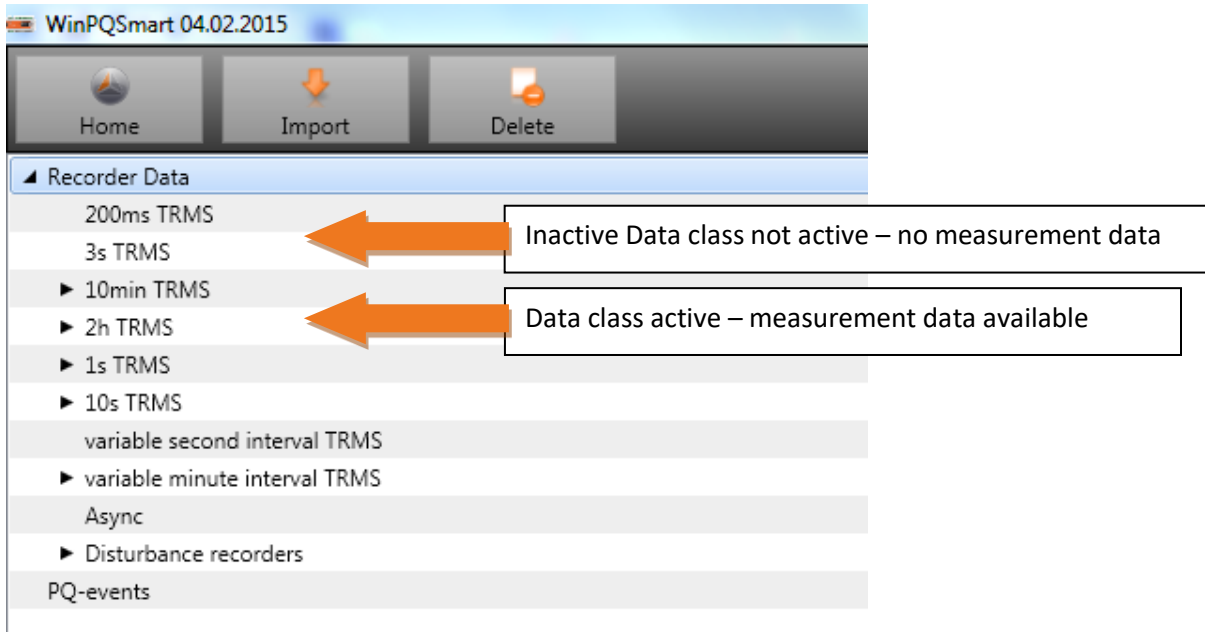 WinPQSmart 04.02.2015
Home Import Delete
Recorder Data
200ms TRMS
Inactive Data class not active – no measurement data
3s TRMS
10min TRMS
Data class active – measurement data available
2h TRMS
1s TRMS
10s TRMS
variable second interval TRMS
variable minute interval TRMS
Async
Disturbance recorders
PQ-events